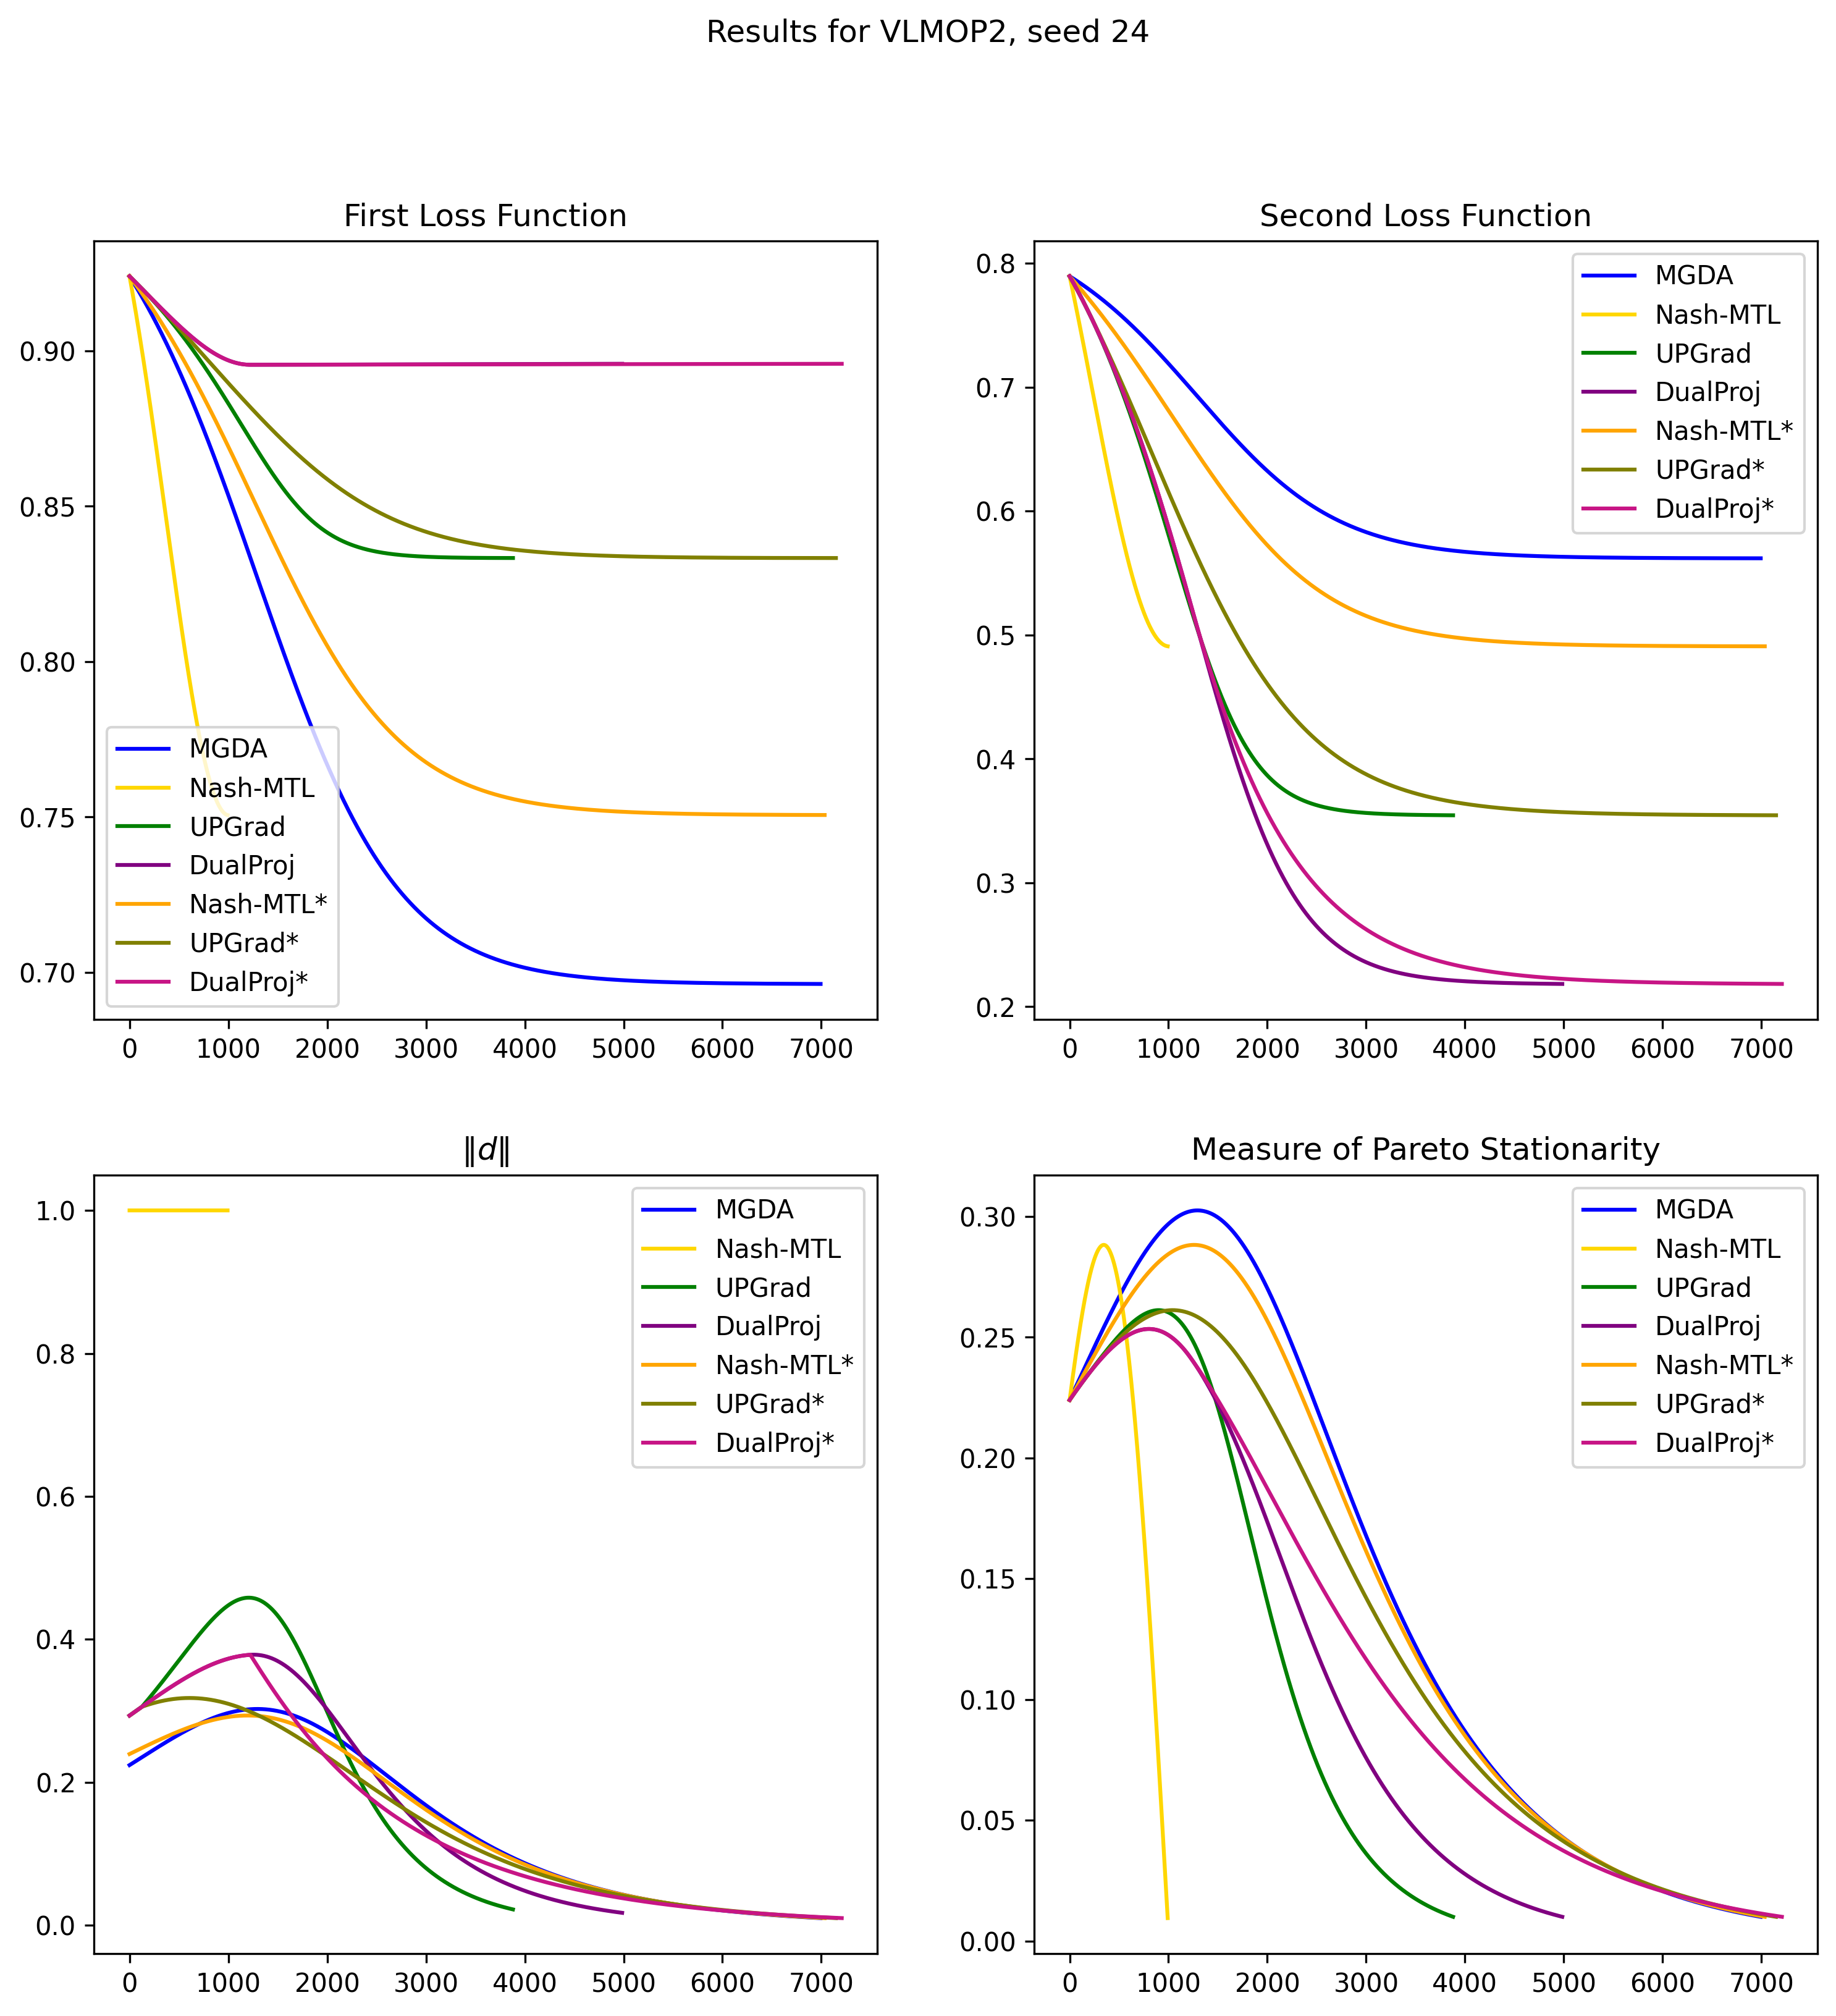 Results for VLMOP2, seed 24
First Loss Function
0.90
0.85
0.80
0.75
0.70
MGDA
Nash-MTL
UPGrad
DualProj
Nash-MTL*
UPGrad*
DualProj*
0 1000 2000 3000 4000 5000 6000 7000
Second Loss Function
0.8
0.7
0.6
0.5
0.4
0.3
0.2
MGDA
Nash-MTL
UPGrad
DualProj
Nash-MTL*
UPGrad*
DualProj*
0 1000 2000 3000 4000 5000 6000 7000
‖d‖
1.0
0.8
0.6
0.4
0.2
0.0
MGDA
Nash-MTL
UPGrad
DualProj
Nash-MTL*
UPGrad*
DualProj*
0 1000 2000 3000 4000 5000 6000 7000
Measure of Pareto Stationarity
0.30
0.25
0.20
0.15
0.10
0.05
0.00
MGDA
Nash-MTL
UPGrad
DualProj
Nash-MTL*
UPGrad*
DualProj*
0 1000 2000 3000 4000 5000 6000 7000